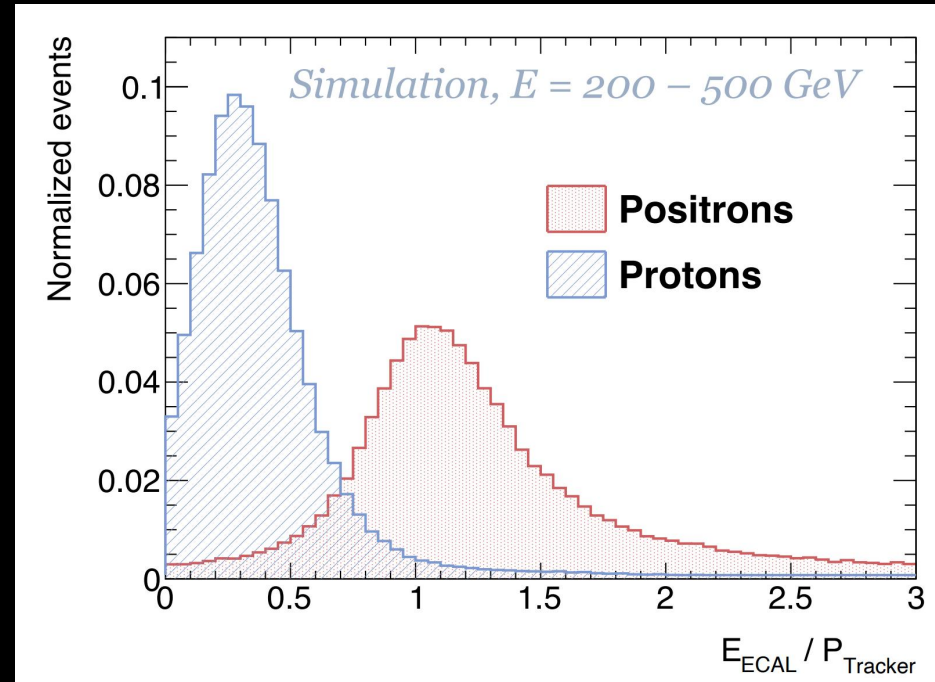 Simulation, E = 200 – 500 GeV
Normalized events
0.1
0.08
0.06
0.04
0.02
0
Positrons
Protons
0 0.5 1 1.5 2 2.5 3
E_ECAL / P_Tracker